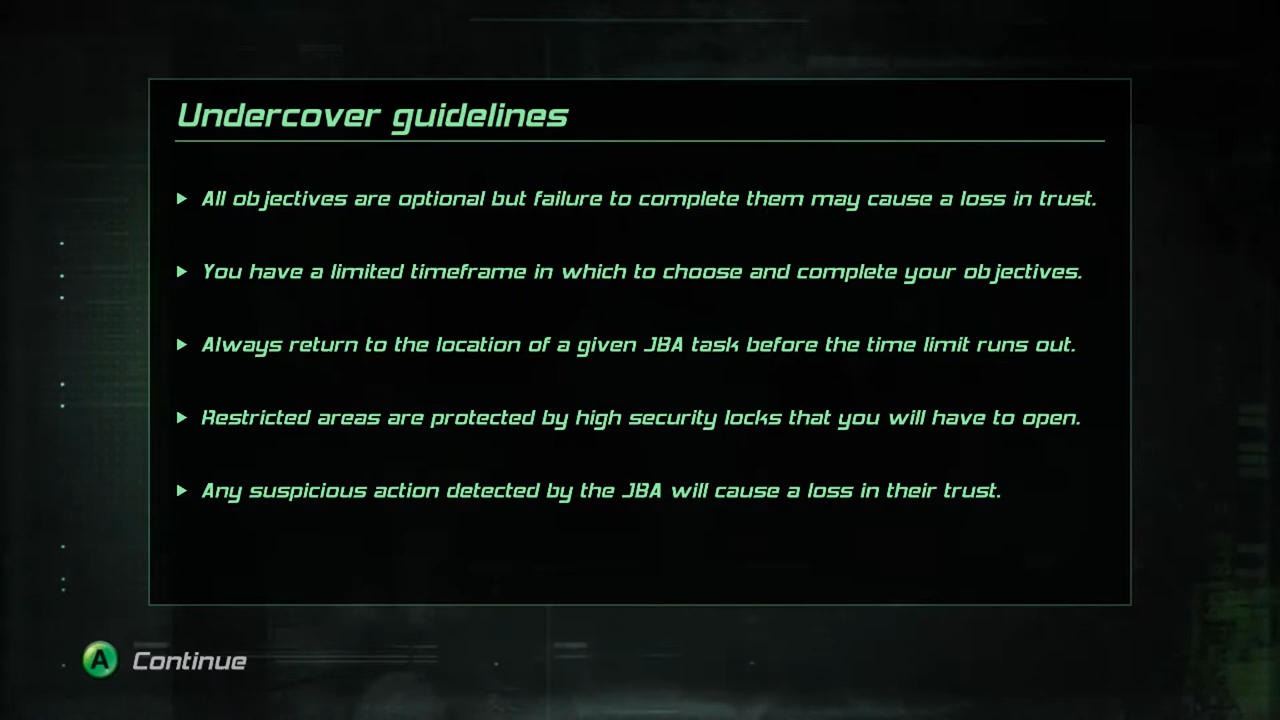 Undercover guidelines
All objectives are optional but failure to complete them may cause a loss in trust.
You have a limited timeframe in which to choose and complete your objectives.
Always return to the location of a given JBA task before the time limit runs out.
Restricted areas are protected by high security locks that you will have to open.
Any suspicious action detected by the JBA will cause a loss in their trust.
A Continue